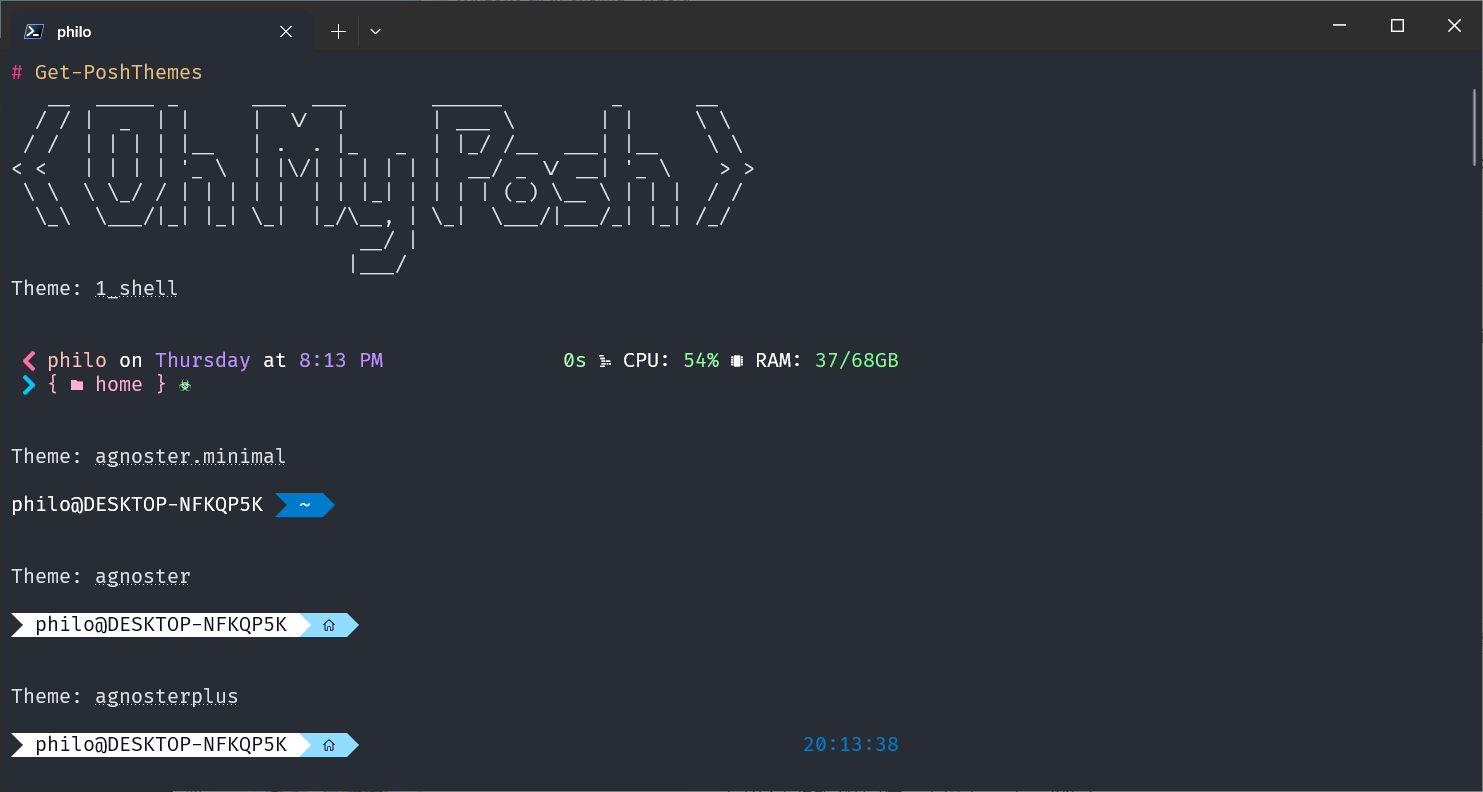 philo
# Get-PoshThemes
   __  _____ _      ___  ___       ______         _      __
  / / |  _  | |     |  \/  |       | ___ \       | |     \ \
 / /  | | | | |__   | .  . |_   _  | |_/ /__  ___| |__    \ \
< <   | | | | '_ \  | |\/| | | | | |  __/ _ \/ __| '_ \    > >
 \ \  \ \_/ / | | | | |  | | |_| | | | | (_) \__ \ | | |  / /
  \_\  \___/|_| |_| \_|  |_/\__, | \_|  \___/|___/_| |_| /_/
                             __/ |
                            |___/
Theme: 1_shell
philo on Thursday at 8:13 PM 0s CPU: 54% RAM: 37/68GB
{ home }
Theme: agnoster.minimal
philo@DESKTOP-NFKQP5K ~
Theme: agnoster
philo@DESKTOP-NFKQP5K
Theme: agnosterplus
philo@DESKTOP-NFKQP5K 20:13:38